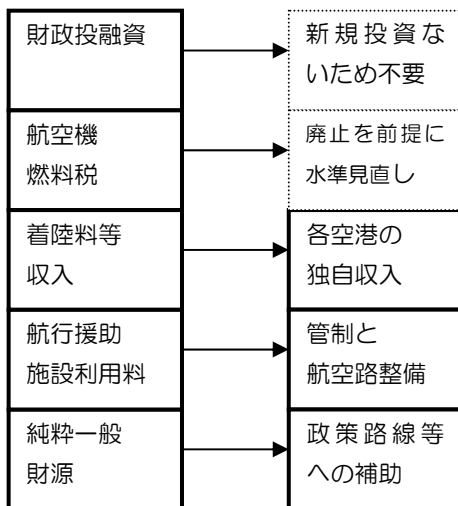 財政投融資
新規投資な
いため不要
航空機
燃料税
廃止を前提に
水準見直し
着陸料等
収入
各空港の
独自収入
航行援助
施設利用料
管制と
航空路整備
純粋一般
財源
政策路線等
への補助